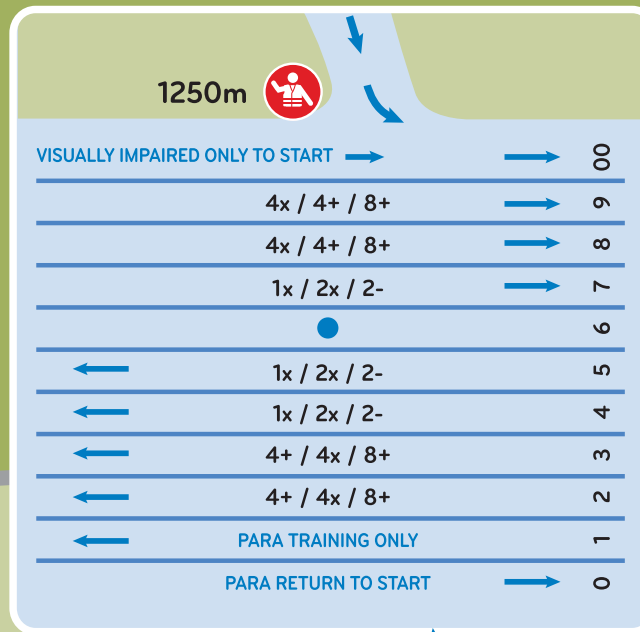 1250m
VISUALLY IMPAIRED ONLY TO START 00
4x / 4+ / 8+ 9
4x / 4+ / 8+ 8
1x / 2x / 2- 7
6
1x / 2x / 2- 5
1x / 2x / 2- 4
4+ / 4x / 8+ 3
4+ / 4x / 8+ 2
PARA TRAINING ONLY 1
PARA RETURN TO START 0